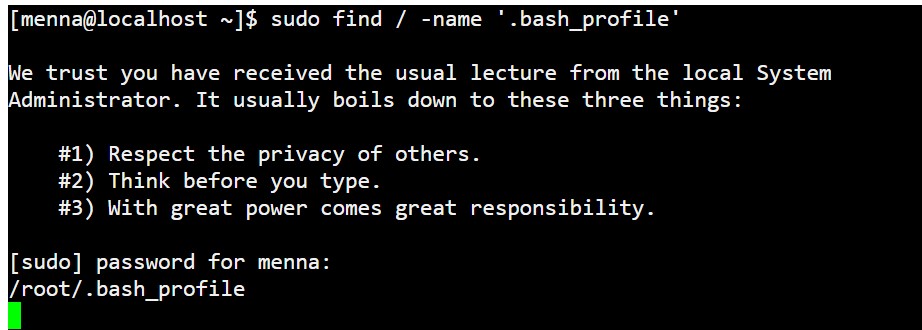 [menna@localhost ~]$ sudo find / -name '.bash_profile'
We trust you have received the usual lecture from the local System
Administrator. It usually boils down to these three things:
#1) Respect the privacy of others.
#2) Think before you type.
#3) With great power comes great responsibility.
[sudo] password for menna:
/root/.bash_profile